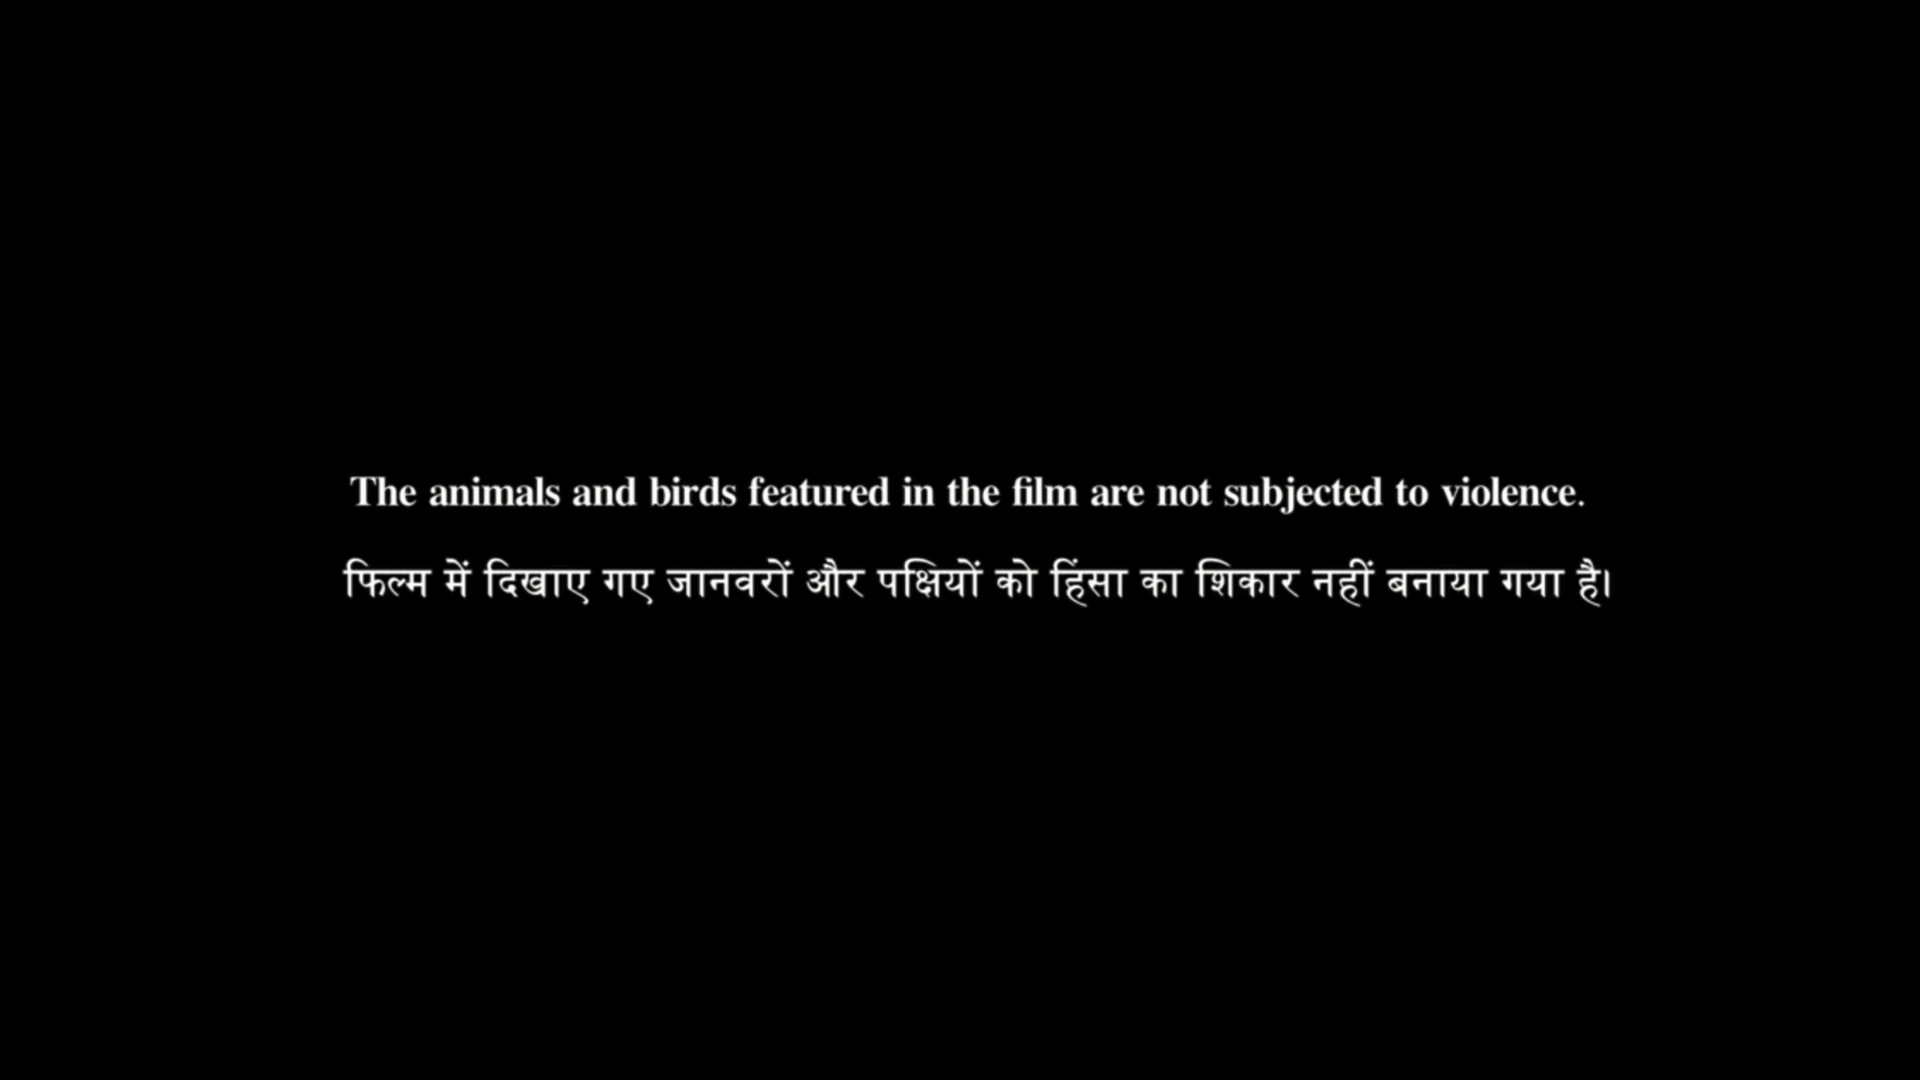 The animals and birds featured in the film are not subjected to violence.
फिल्म में दिखाए गए जानवरों और पक्षियों को हिंसा का शिकार नहीं बनाया गया है।